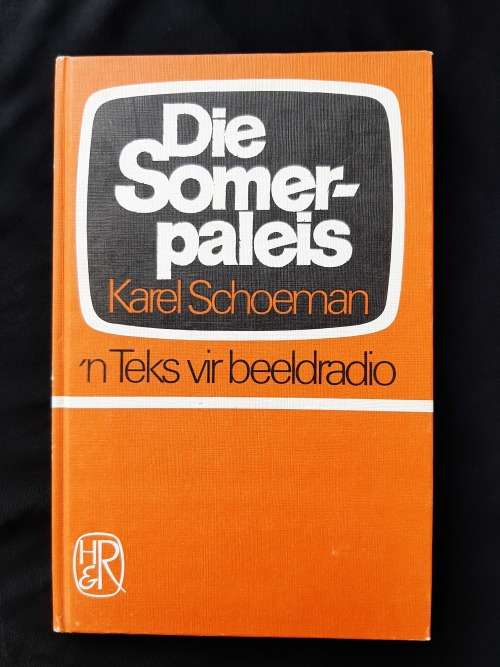 Die
Somer-
paleis
Karel Schoeman
'n Teks vir beeldradio
H
&R